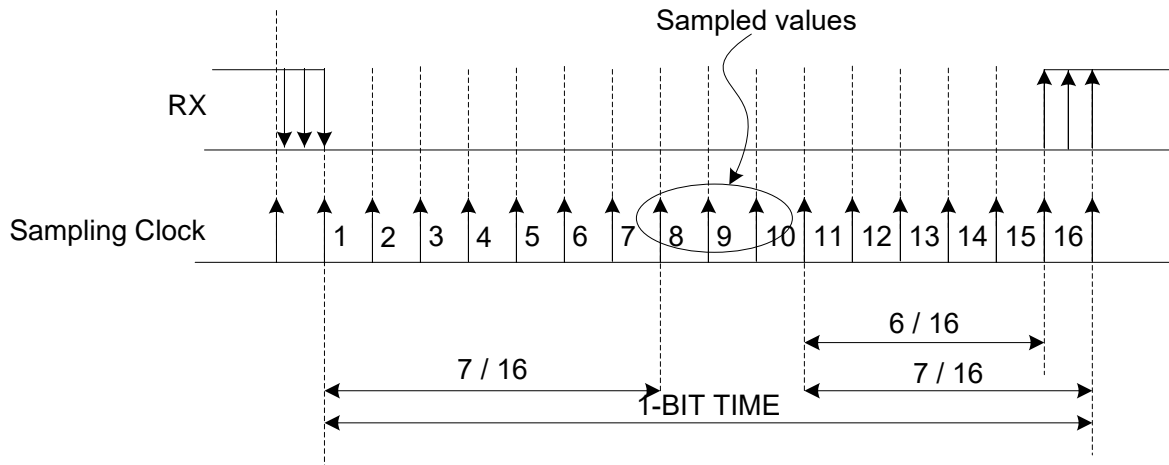 Sampled values
RX
Sampling Clock
1 2 3 4 5 6 7 8 9 10 11 12 13 14 15 16
6 / 16
7 / 16
7 / 16
1-BIT TIME